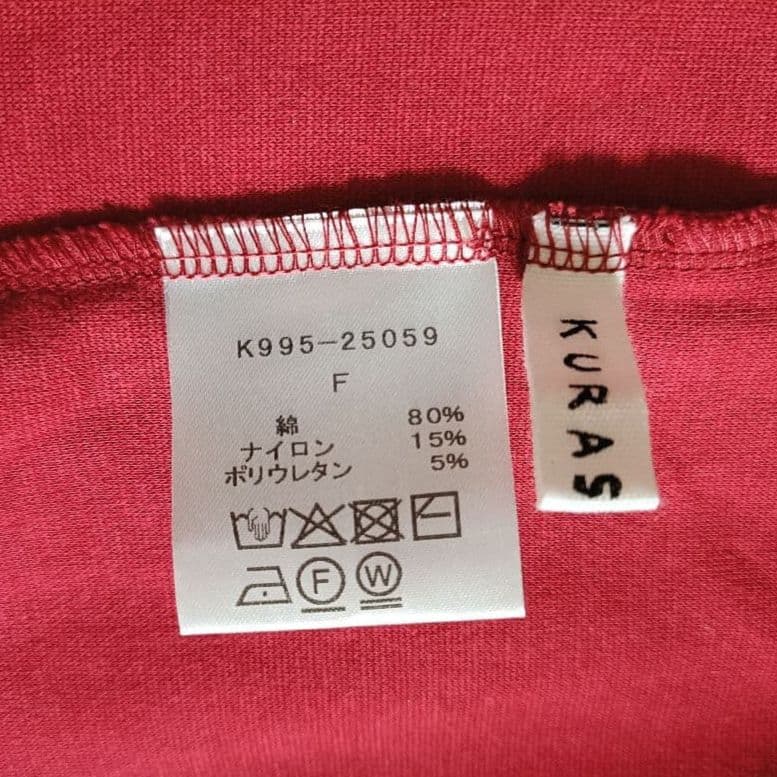 K995-25059
F
綿 80%
ナイロン 15%
ポリウレタン 5%
F W
KURAS